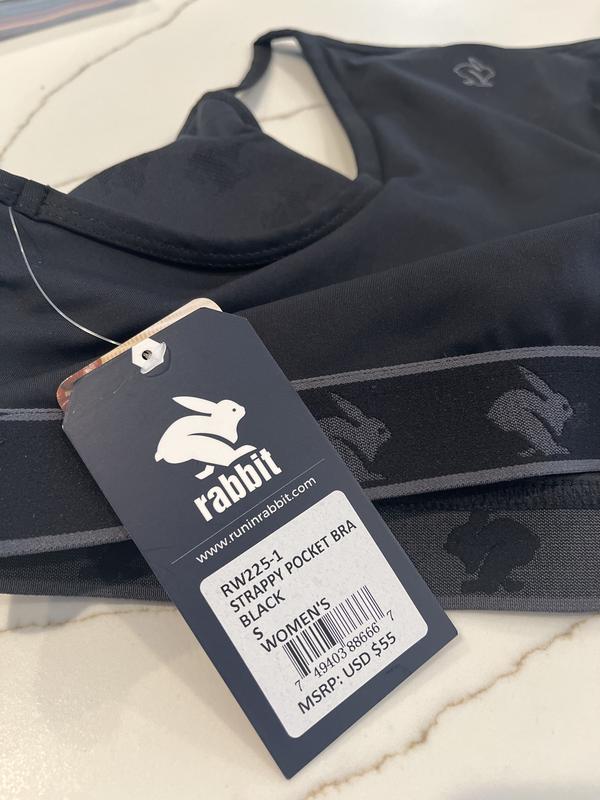 rabbit
www.runinrabbit.com
RW225-1
STRAPPY POCKET BRA
BLACK
S WOMEN'S
7 49403 88666 7
MSRP: USD $55